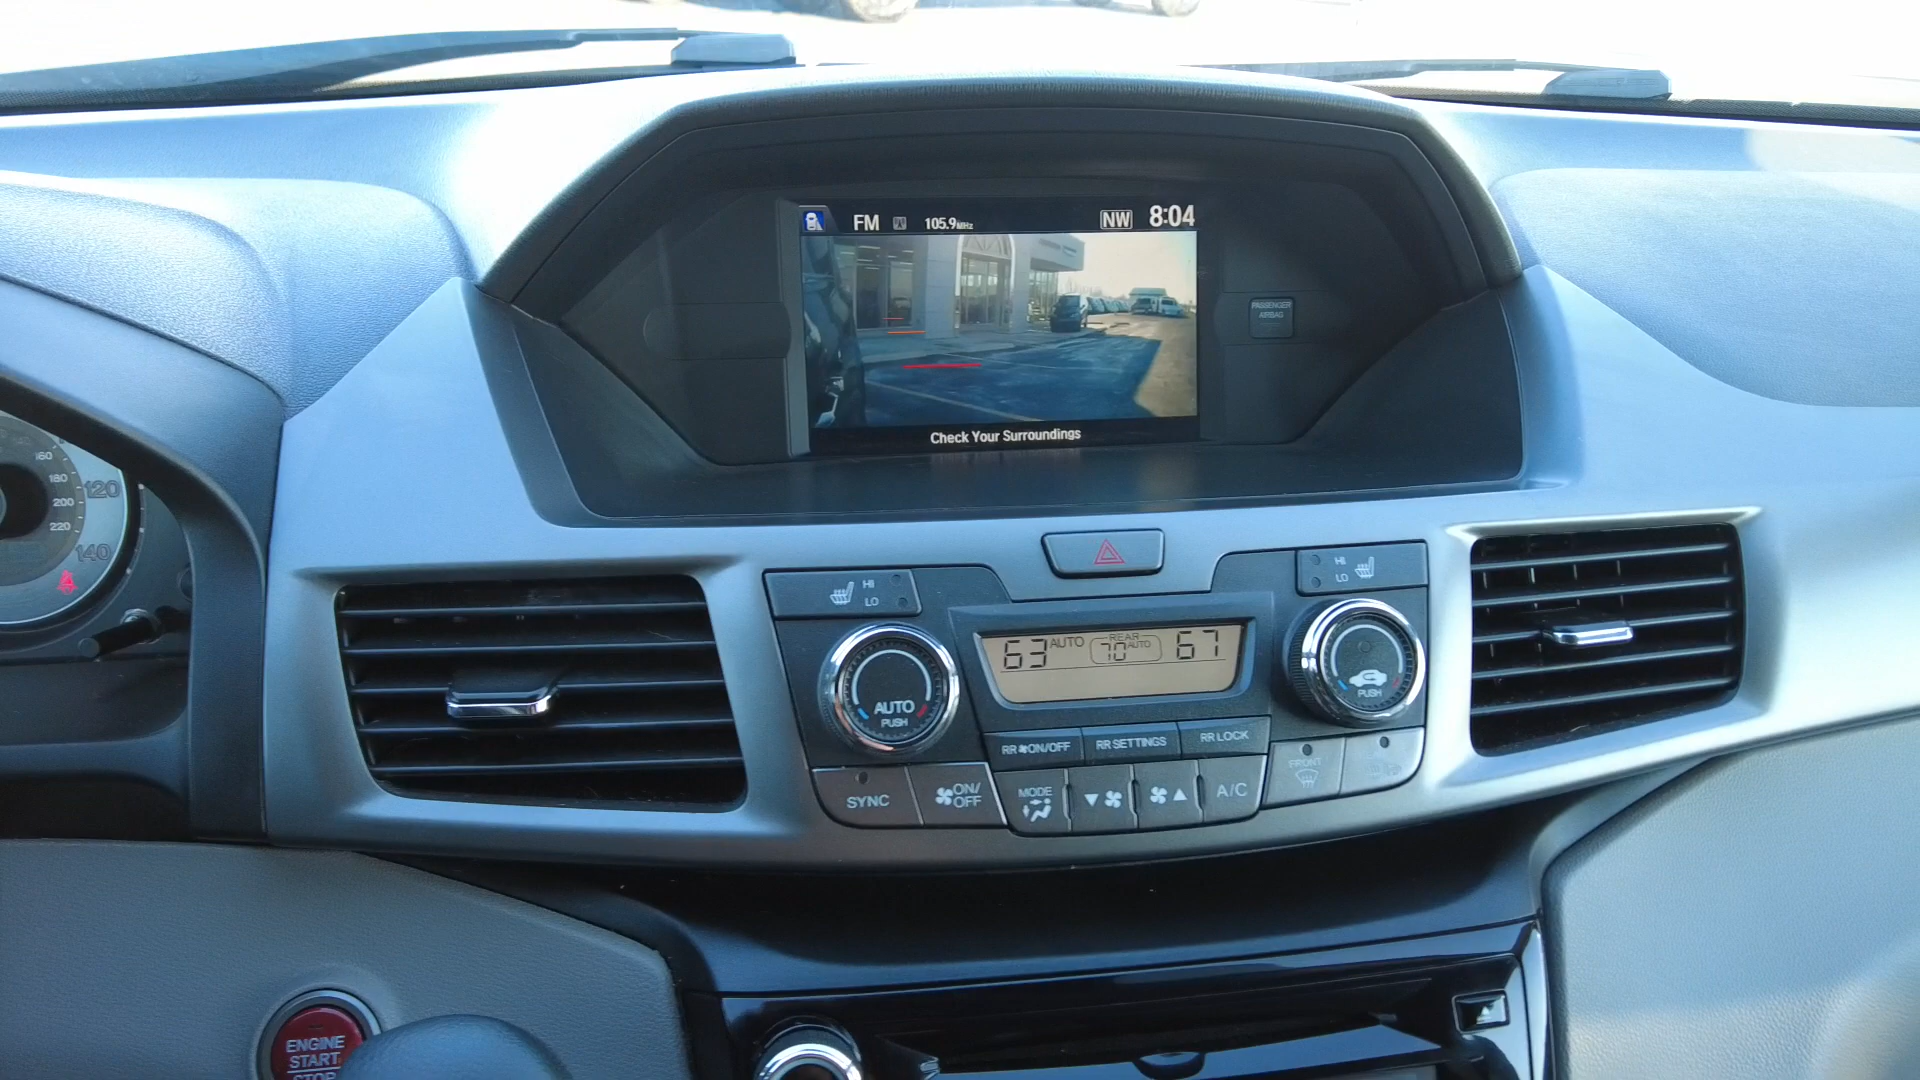 FM 105.9MHz NW 8:04
Check Your Surroundings
PASSENGER
AIRBAG
160
180
200
220
120
140
HI
LO
HI
LO
63 AUTO REAR 70 AUTO 67
AUTO
PUSH
PUSH
RR ON/OFF RR SETTINGS RR LOCK
SYNC ON/OFF MODE A/C FRONT
ENGINE
START
STOP